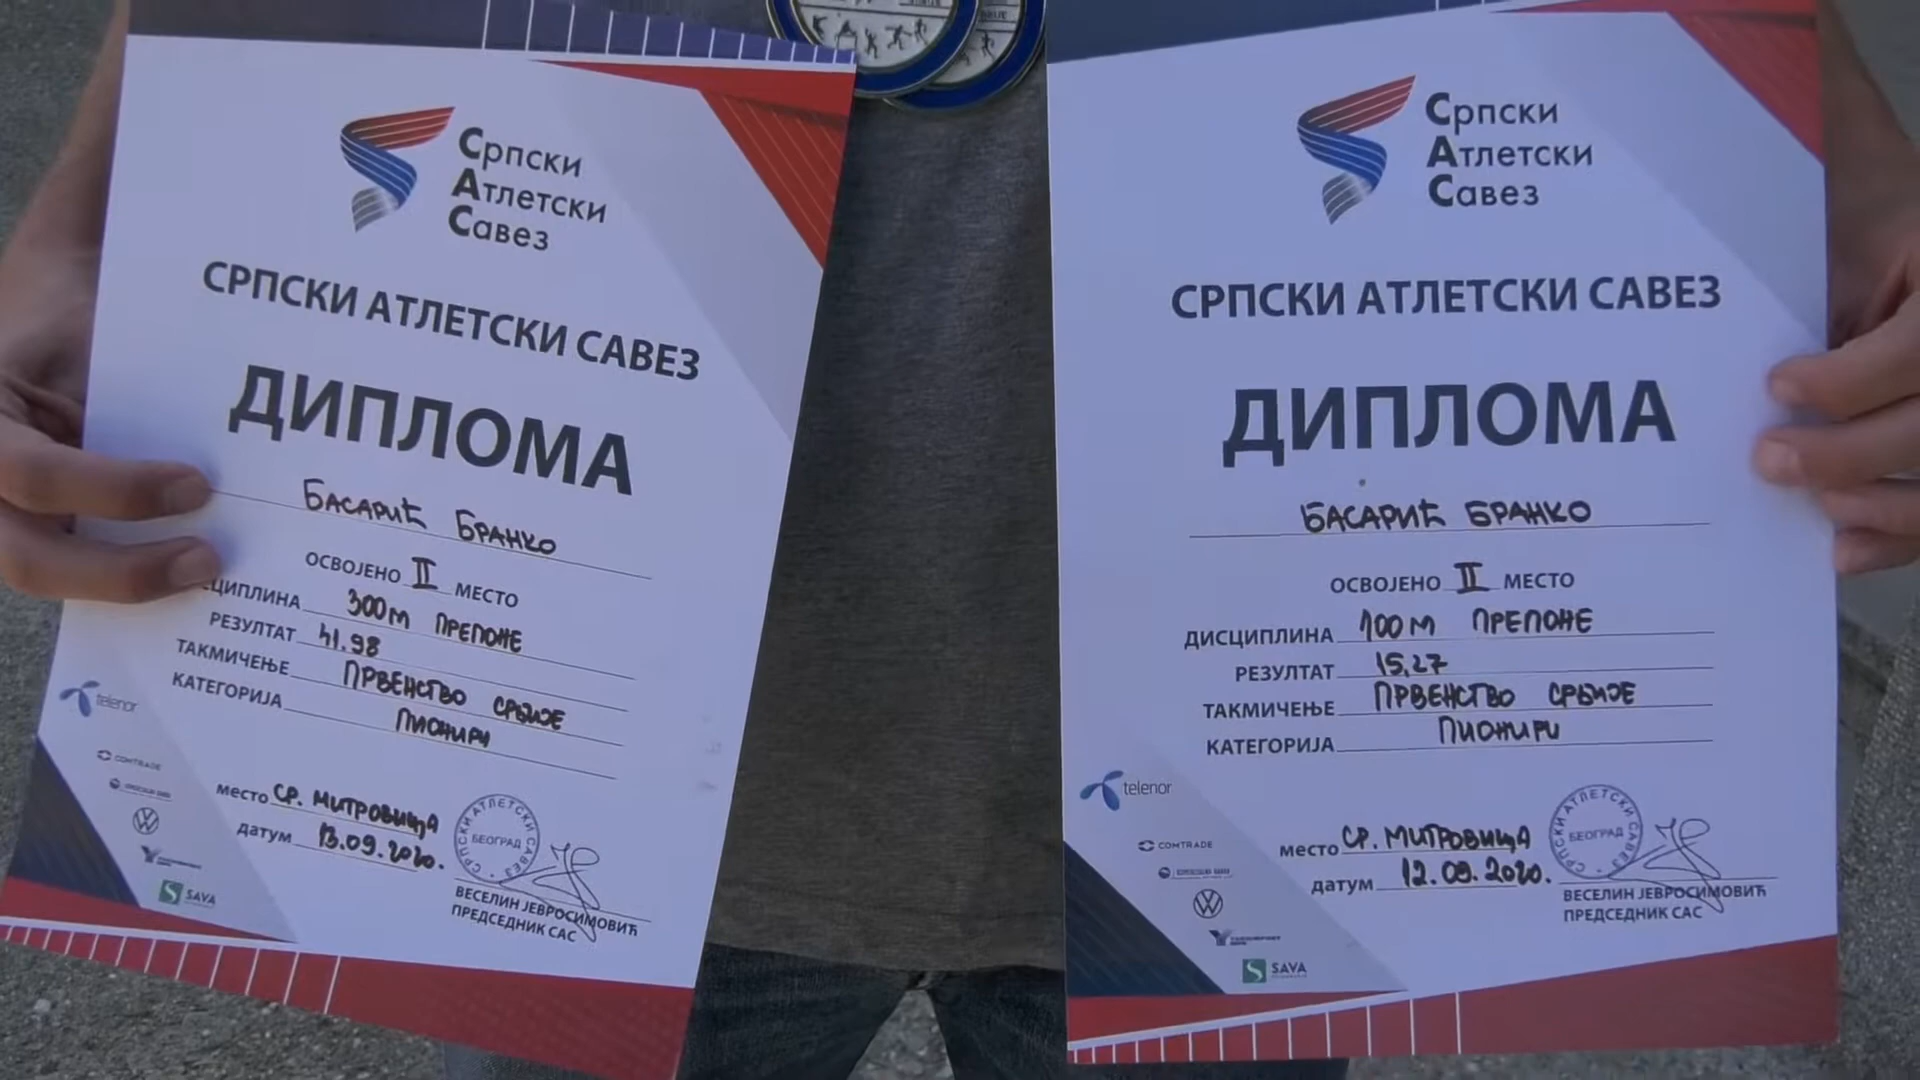 Српски
Атлетски
Савез
СРПСКИ АТЛЕТСКИ САВЕЗ
ДИПЛОМА
БАСАРИЋ БРАНКО
ОСВОЈЕНО II МЕСТО
ЦИПЛИНА 300М ПРЕПОНЕ
РЕЗУЛТАТ 41.98
ТАКМИЧЕЊЕ ПРВЕНСТВО СРБИЈЕ
КАТЕГОРИЈА ПИОНИРИ
telenor
COMTRADE
SAVA
место СР. МИТРОВИЦА
датум 13.09.2020.
СРПСКИ АТЛЕТСКИ САВЕЗ
БЕОГРАД
ВЕСЕЛИН ЈЕВРОСИМОВИЋ
ПРЕДСЕДНИК САС
Српски
Атлетски
Савез
СРПСКИ АТЛЕТСКИ САВЕЗ
ДИПЛОМА
БАСАРИЋ БРАНКО
ОСВОЈЕНО II МЕСТО
ДИСЦИПЛИНА 100М ПРЕПОНЕ
РЕЗУЛТАТ 15,27
ТАКМИЧЕЊЕ ПРВЕНСТВО СРБИЈЕ
КАТЕГОРИЈА ПИОНИРИ
telenor
COMTRADE
SAVA
место СР. МИТРОВИЦА
датум 12.09.2020.
СРПСКИ АТЛЕТСКИ САВЕЗ
БЕОГРАД
ВЕСЕЛИН ЈЕВРОСИМОВИЋ
ПРЕДСЕДНИК САС